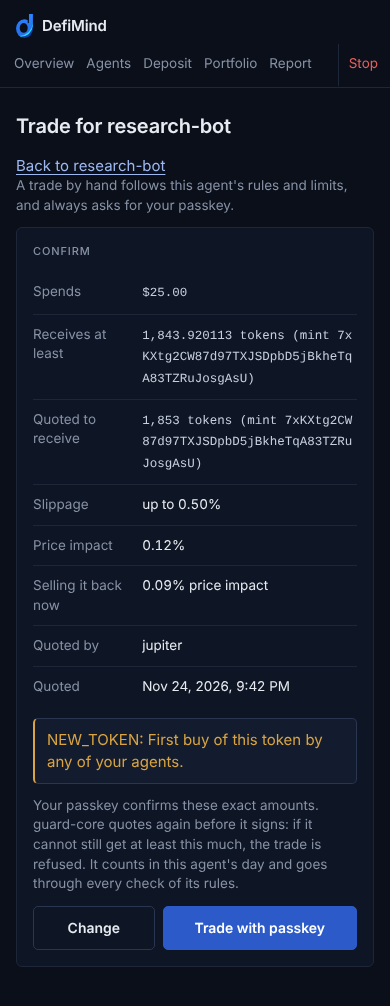 DefiMind
Overview Agents Deposit Portfolio Report Stop
Trade for research-bot
Back to research-bot
A trade by hand follows this agent's rules and limits,
and always asks for your passkey.
CONFIRM
Spends $25.00
Receives at least 1,843.920113 tokens (mint 7x
KXtg2CW87d97TXJSDpbD5jBkheTq
A83TZRuJosgAsU)
Quoted to receive 1,853 tokens (mint 7xKXtg2CW
87d97TXJSDpbD5jBkheTqA83TZRu
JosgAsU)
Slippage up to 0.50%
Price impact 0.12%
Selling it back now 0.09% price impact
Quoted by jupiter
Quoted Nov 24, 2026, 9:42 PM
NEW_TOKEN: First buy of this token by
any of your agents.
Your passkey confirms these exact amounts.
guard-core quotes again before it signs: if it
cannot still get at least this much, the trade is
refused. It counts in this agent's day and goes
through every check of its rules.
Change Trade with passkey